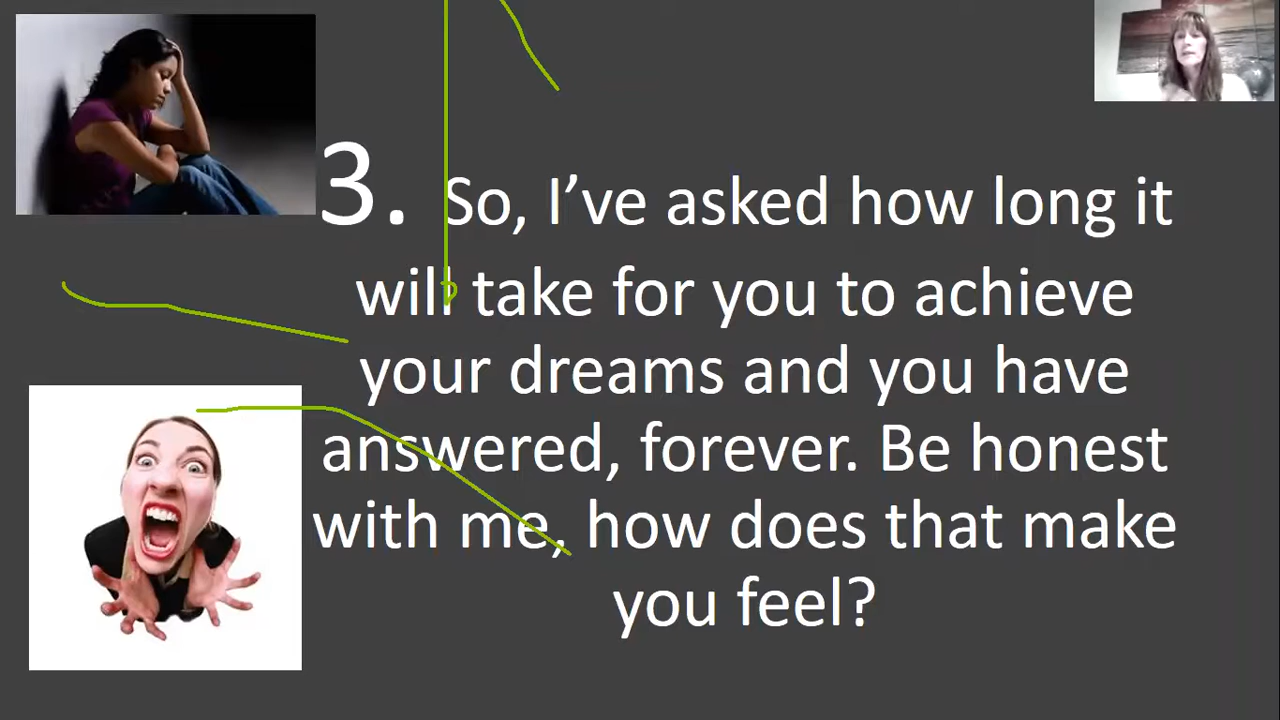 3. So, I’ve asked how long it
will take for you to achieve
your dreams and you have
answered, forever. Be honest
with me, how does that make
you feel?